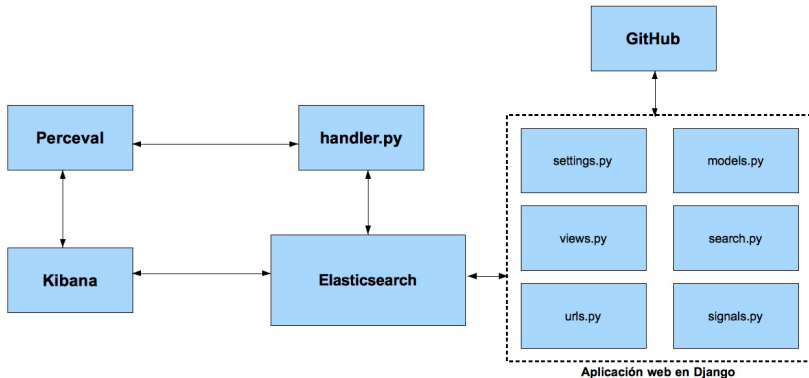 GitHub
Perceval
handler.py
settings.py
models.py
views.py
search.py
Kibana
Elasticsearch
urls.py
signals.py
Aplicación web en Django